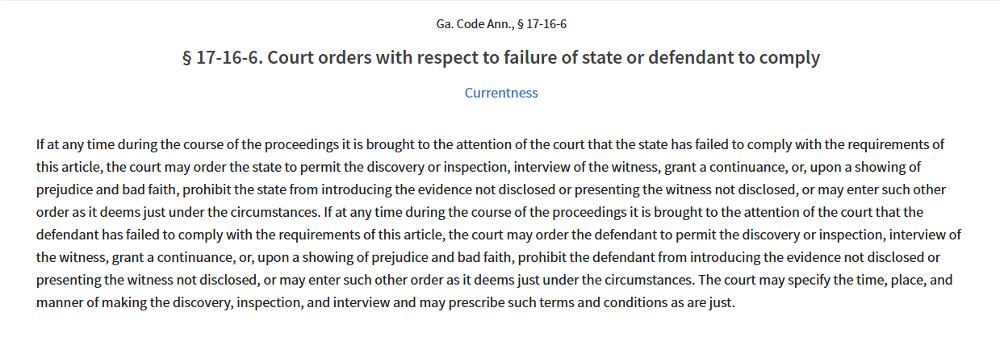 Ga. Code Ann., § 17-16-6
§ 17-16-6. Court orders with respect to failure of state or defendant to comply
Currentness
If at any time during the course of the proceedings it is brought to the attention of the court that the state has failed to comply with the requirements of
this article, the court may order the state to permit the discovery or inspection, interview of the witness, grant a continuance, or, upon a showing of
prejudice and bad faith, prohibit the state from introducing the evidence not disclosed or presenting the witness not disclosed, or may enter such other
order as it deems just under the circumstances. If at any time during the course of the proceedings it is brought to the attention of the court that the
defendant has failed to comply with the requirements of this article, the court may order the defendant to permit the discovery or inspection, interview of
the witness, grant a continuance, or, upon a showing of prejudice and bad faith, prohibit the defendant from introducing the evidence not disclosed or
presenting the witness not disclosed, or may enter such other order as it deems just under the circumstances. The court may specify the time, place, and
manner of making the discovery, inspection, and interview and may prescribe such terms and conditions as are just.